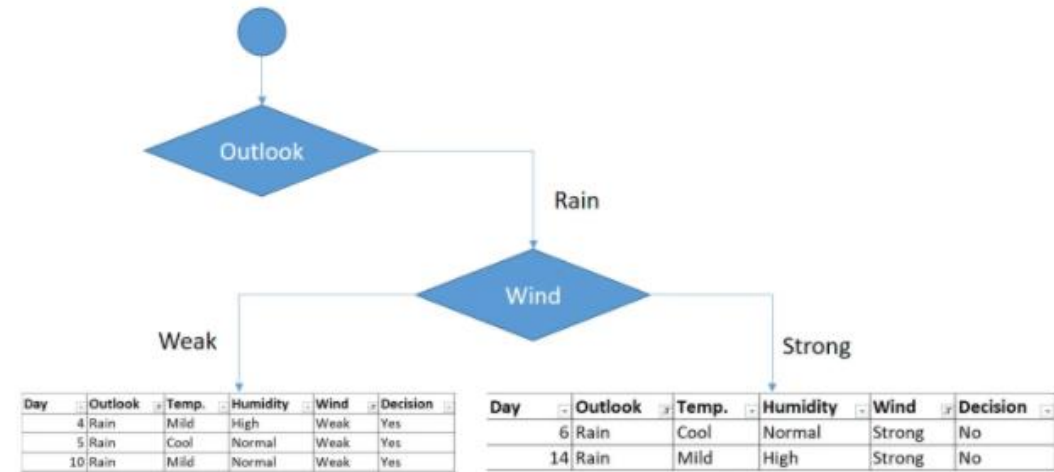 Outlook
Rain
Wind
Weak
Strong
Day Outlook Temp. Humidity Wind Decision
4 Rain Mild High Weak Yes
5 Rain Cool Normal Weak Yes
10 Rain Mild Normal Weak Yes
Day Outlook Temp. Humidity Wind Decision
6 Rain Cool Normal Strong No
14 Rain Mild High Strong No